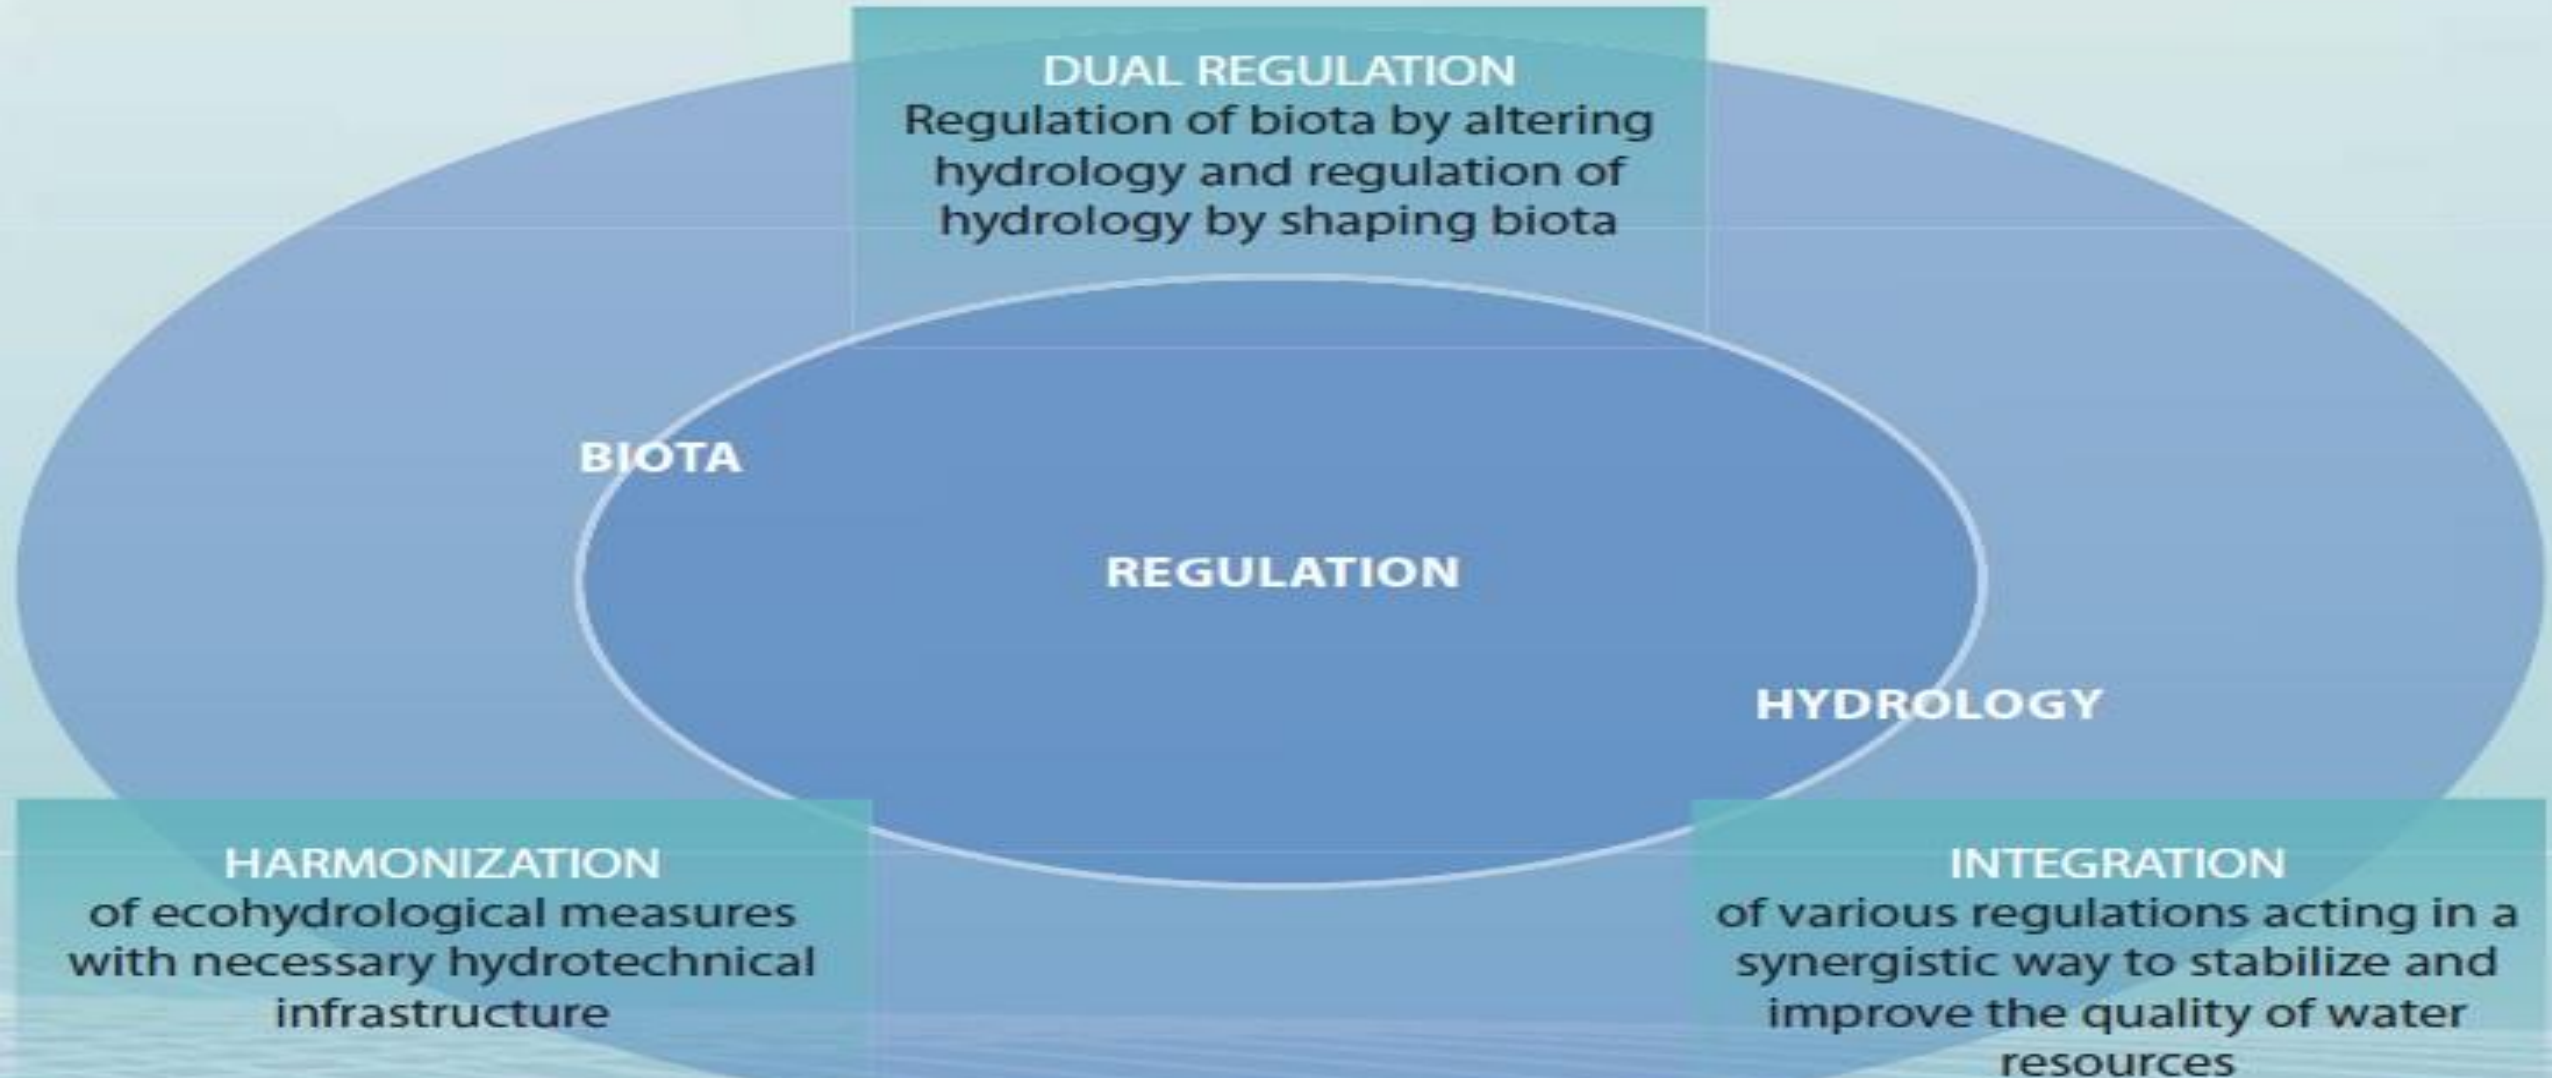 DUAL REGULATION
Regulation of biota by altering
hydrology and regulation of
hydrology by shaping biota
BIOTA
REGULATION
HYDROLOGY
HARMONIZATION
of ecohydrological measures
with necessary hydrotechnical
infrastructure
INTEGRATION
of various regulations acting in a
synergistic way to stabilize and
improve the quality of water
resources